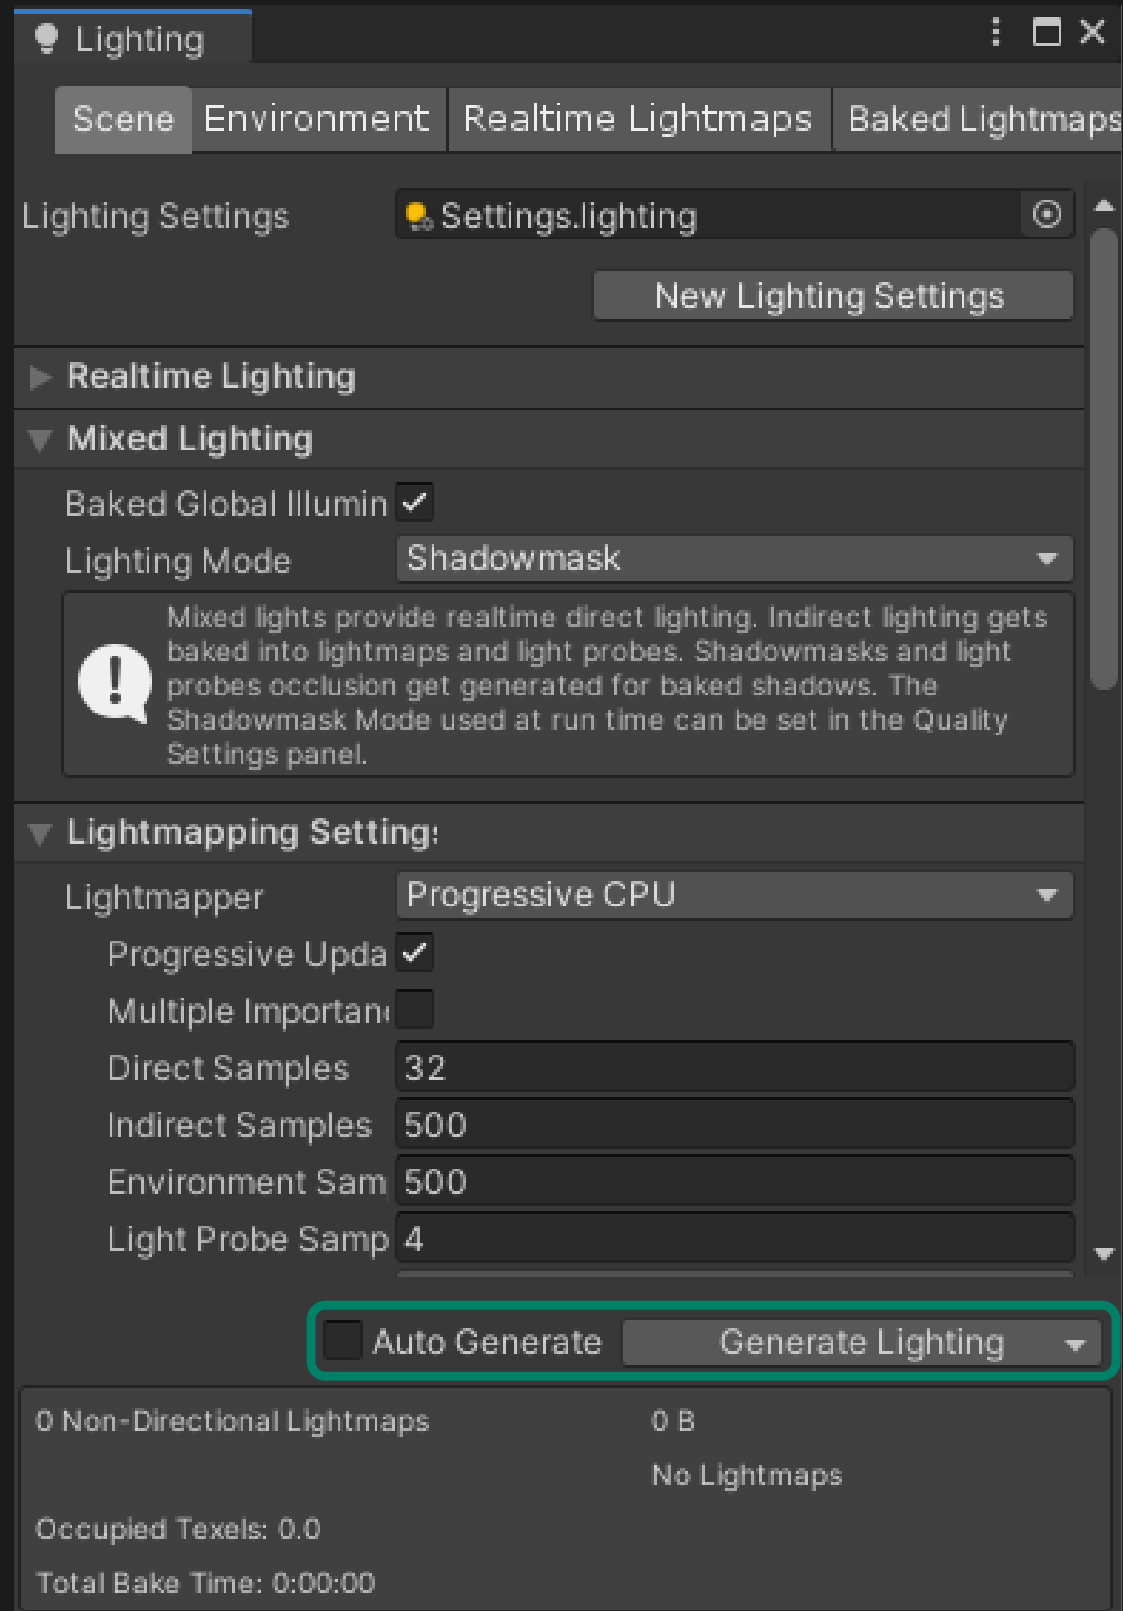 Lighting
Scene Environment Realtime Lightmaps Baked Lightmaps
Lighting Settings Settings.lighting
New Lighting Settings
Realtime Lighting
Mixed Lighting
Baked Global Illumin
Lighting Mode Shadowmask
Mixed lights provide realtime direct lighting. Indirect lighting gets
baked into lightmaps and light probes. Shadowmasks and light
probes occlusion get generated for baked shadows. The
Shadowmask Mode used at run time can be set in the Quality
Settings panel.
Lightmapping Settings
Lightmapper Progressive CPU
Progressive Upda
Multiple Importan
Direct Samples 32
Indirect Samples 500
Environment Sam 500
Light Probe Samp 4
Auto Generate Generate Lighting
0 Non-Directional Lightmaps 0 B
No Lightmaps
Occupied Texels: 0.0
Total Bake Time: 0:00:00